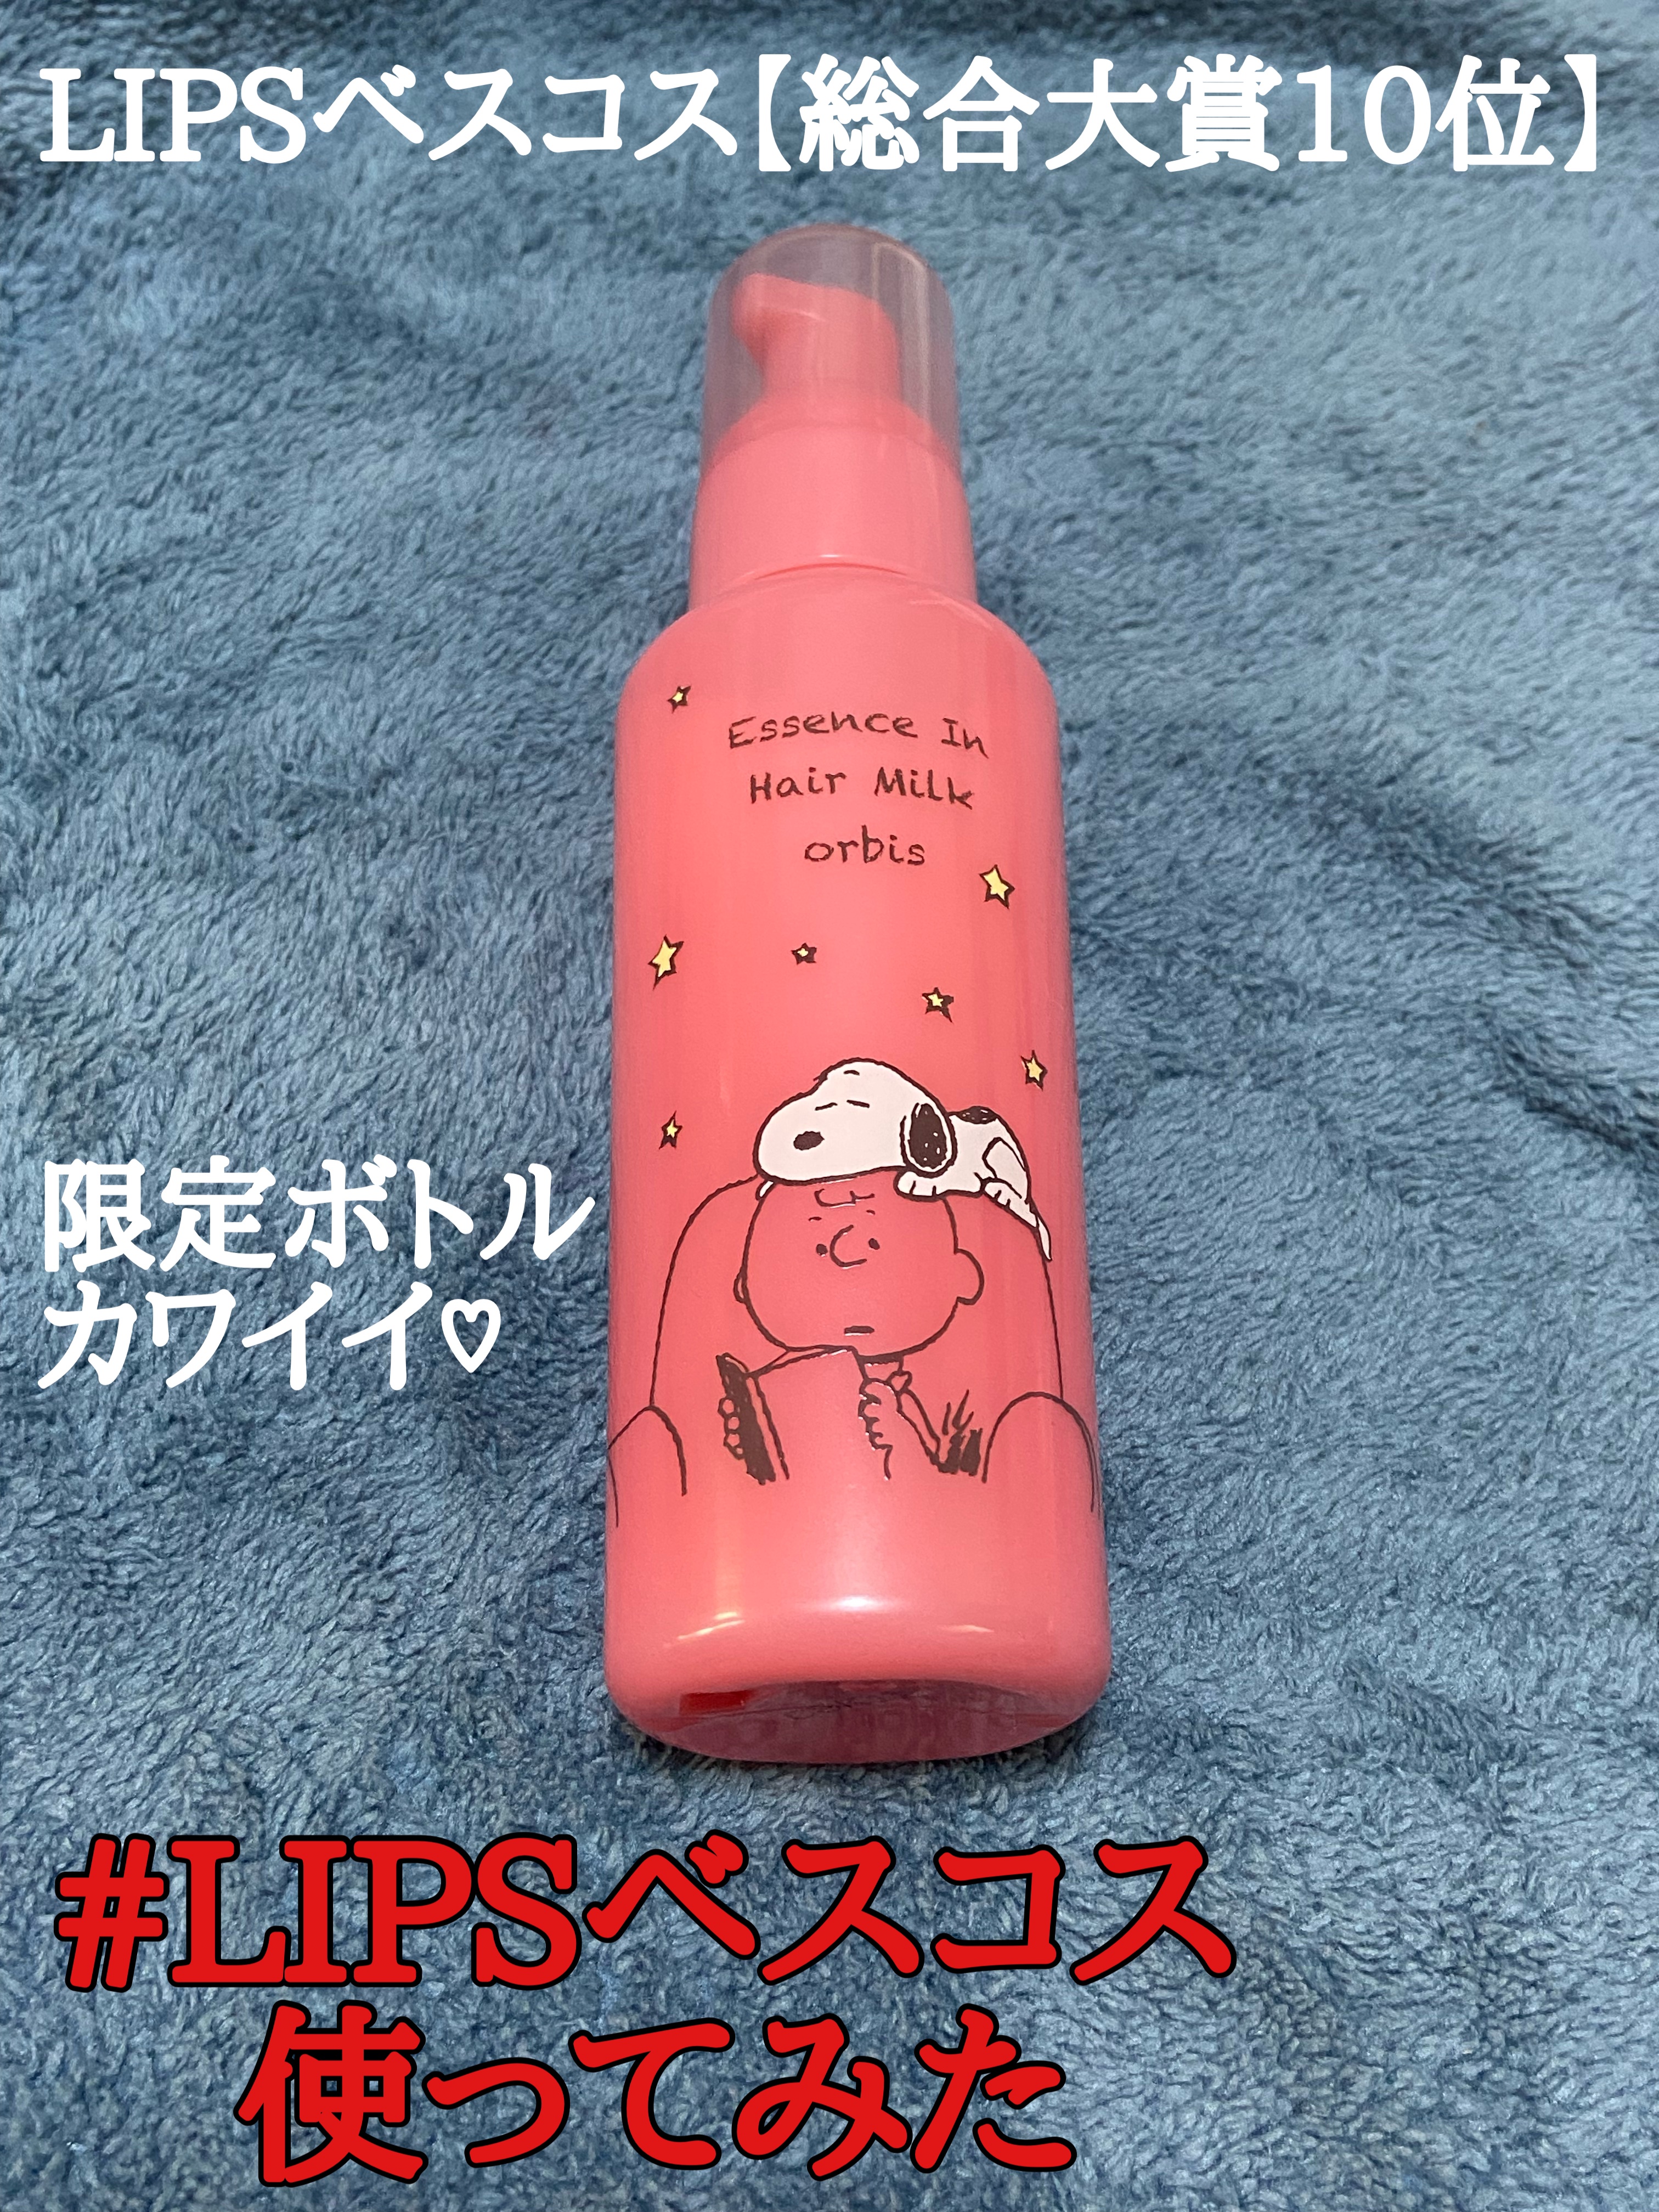 LIPSベスコス【総合大賞10位】
Essence In
Hair Milk
orbis
限定ボトル
カワイイ♡
#LIPSベスコス
使ってみた